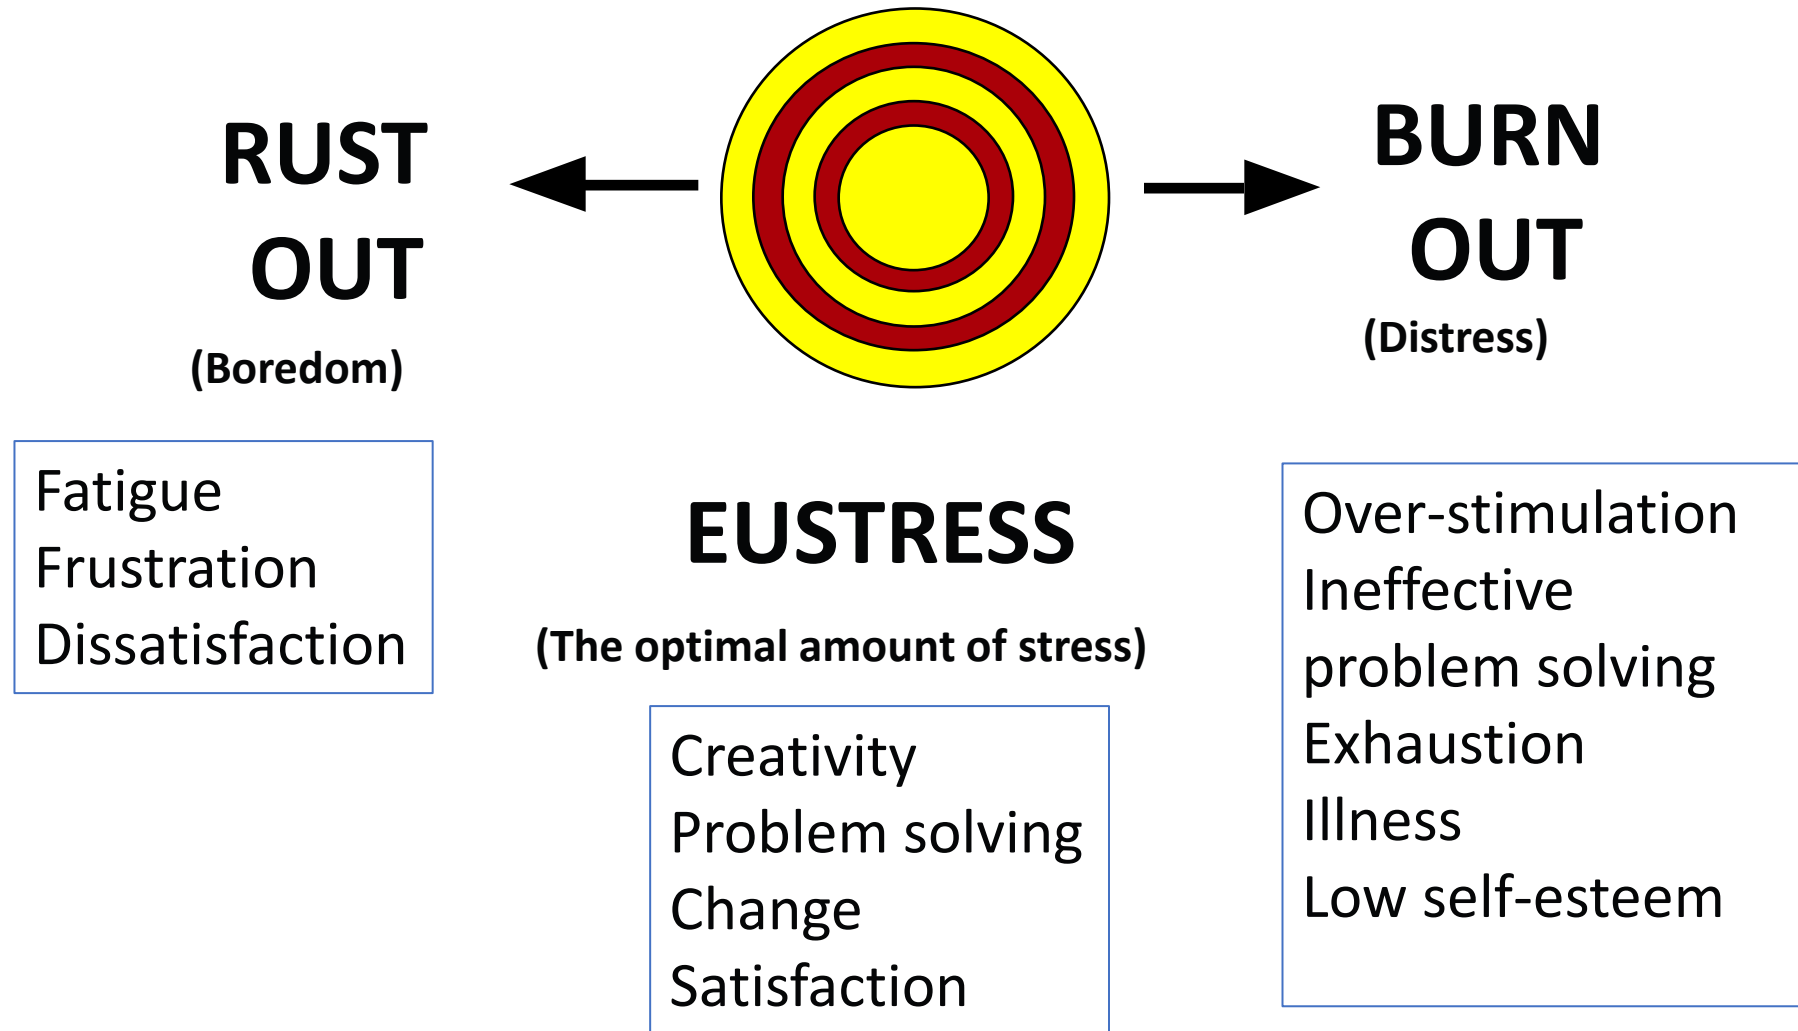 RUST
OUT
(Boredom)
Fatigue
Frustration
Dissatisfaction
EUSTRESS
(The optimal amount of stress)
Creativity
Problem solving
Change
Satisfaction
BURN
OUT
(Distress)
Over-stimulation
Ineffective
problem solving
Exhaustion
Illness
Low self-esteem